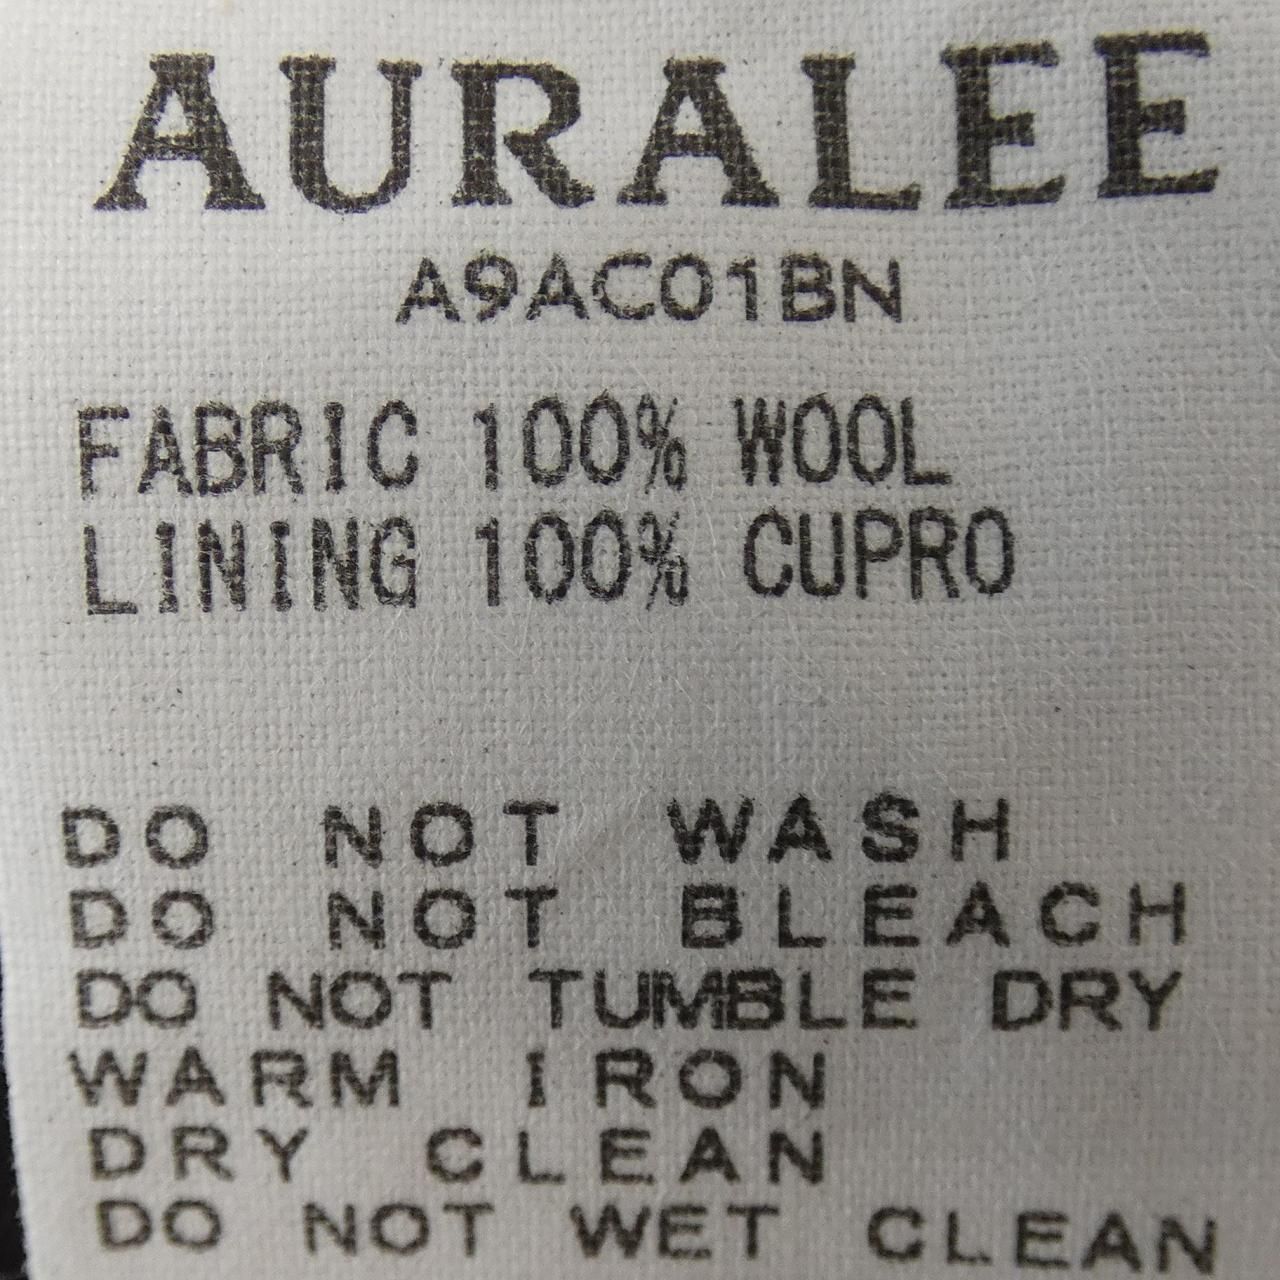 AURALEE
A9AC01BN
FABRIC 100% WOOL
LINING 100% CUPRO
DO NOT WASH
DO NOT BLEACH
DO NOT TUMBLE DRY
WARM IRON
DRY CLEAN
DO NOT WET CLEAN